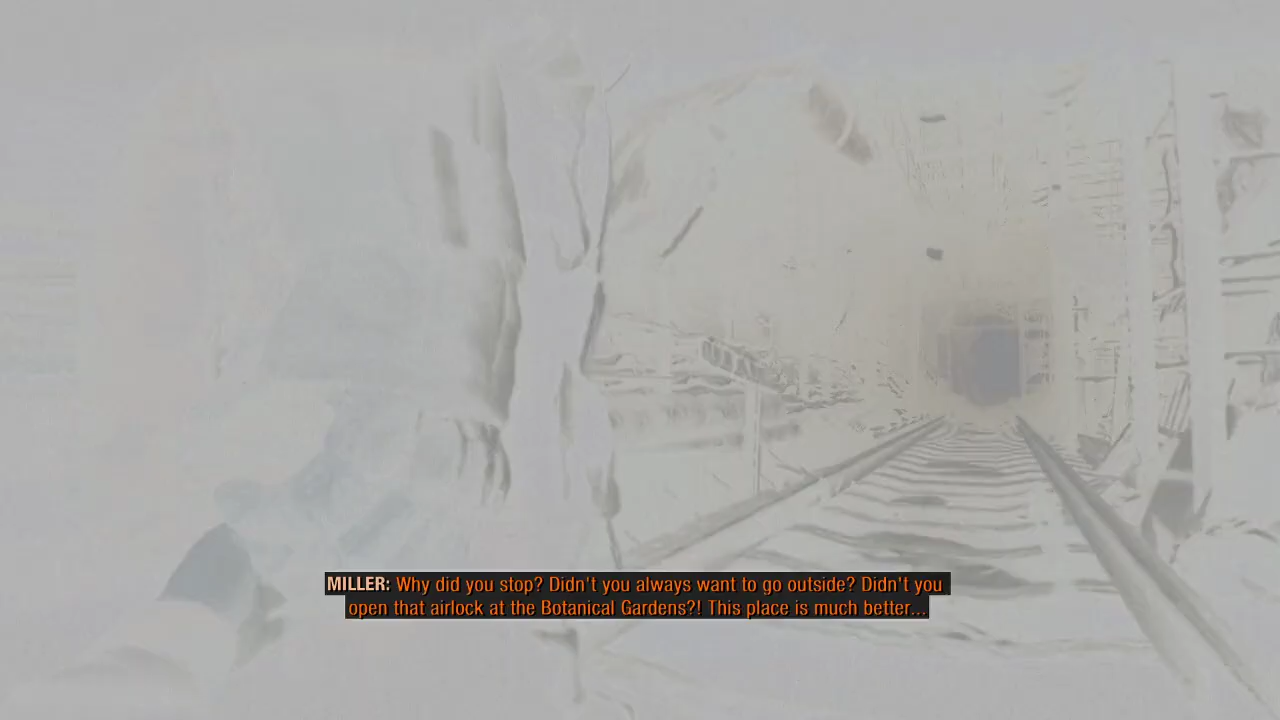 MILLER: Why did you stop? Didn't you always want to go outside? Didn't you
open that airlock at the Botanical Gardens?! This place is much better...